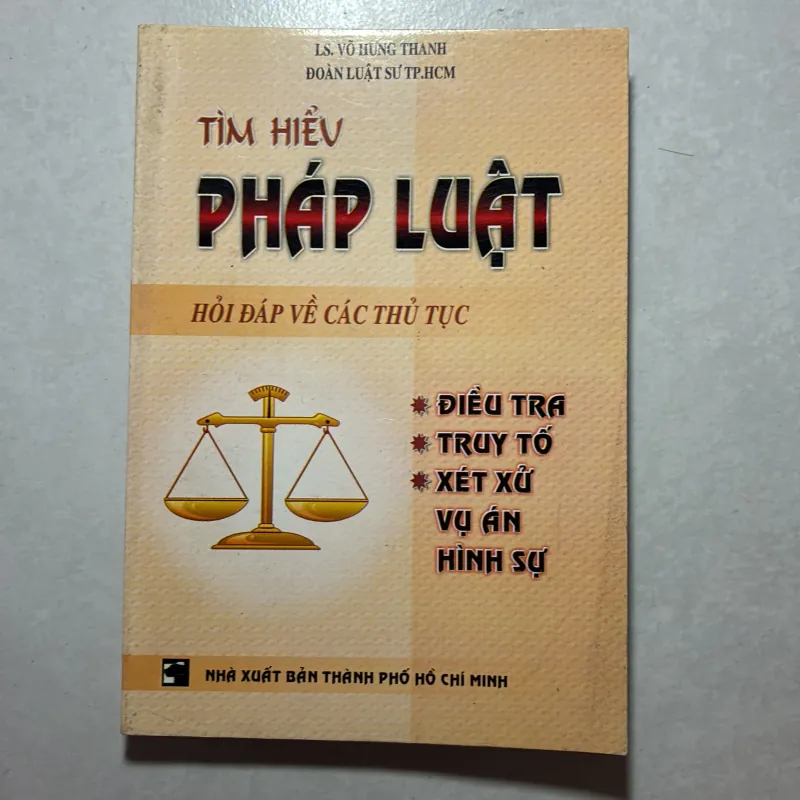 LS. VÕ HƯNG THANH
ĐOÀN LUẬT SƯ TP.HCM
TÌM HIỂU
PHÁP LUẬT
HỎI ĐÁP VỀ CÁC THỦ TỤC
ĐIỀU TRA
TRUY TỐ
XÉT XỬ
VỤ ÁN
HÌNH SỰ
NHÀ XUẤT BẢN THÀNH PHỐ HỒ CHÍ MINH